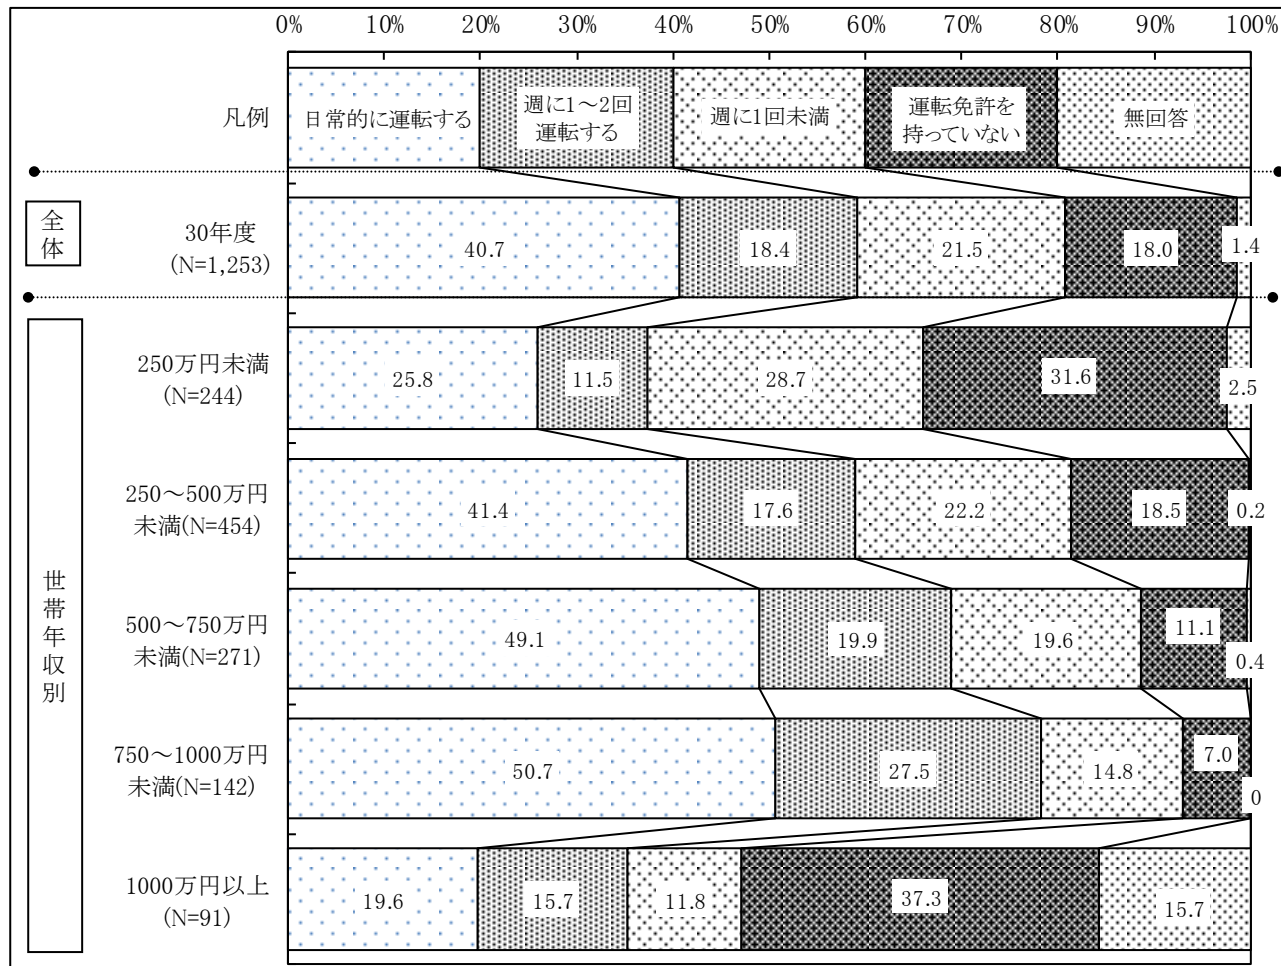 0% 10% 20% 30% 40% 50% 60% 70% 80% 90% 100%
凡例
日常的に運転する
週に1～2回
運転する
週に1回未満
運転免許を
持っていない
無回答
全体
30年度
(N=1,253)
40.7 18.4 21.5 18.0 1.4
世帯年収別
250万円未満
(N=244)
25.8 11.5 28.7 31.6 2.5
250～500万円
未満(N=454)
41.4 17.6 22.2 18.5 0.2
500～750万円
未満(N=271)
49.1 19.9 19.6 11.1 0.4
750～1000万円
未満(N=142)
50.7 27.5 14.8 7.0 0
1000万円以上
(N=91)
19.6 15.7 11.8 37.3 15.7